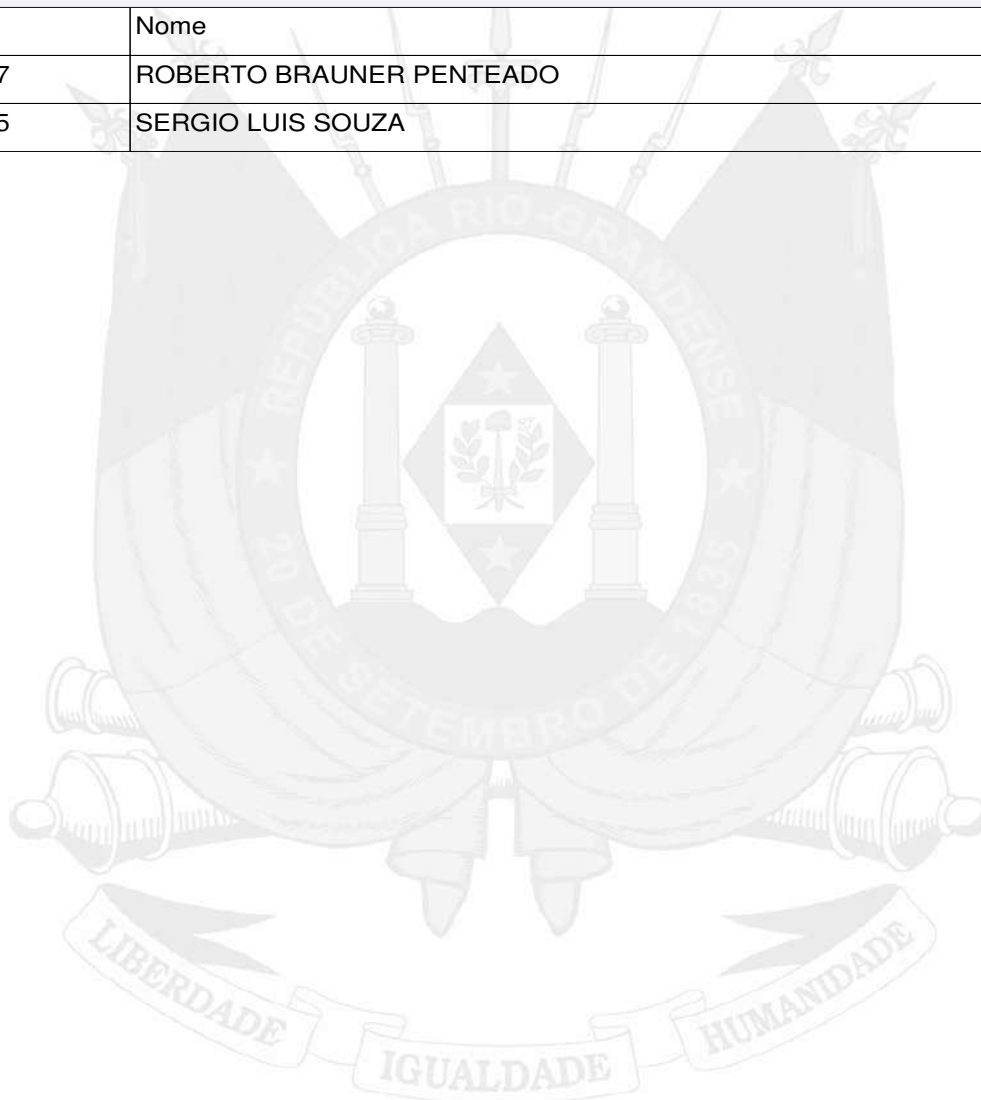 Nome
7 ROBERTO BRAUNER PENTEADO
5 SERGIO LUIS SOUZA
REPÚBLICA RIO-GRANDENSE
20 DE SETEMBRO DE 1835
LIBERDADE IGUALDADE HUMANIDADE